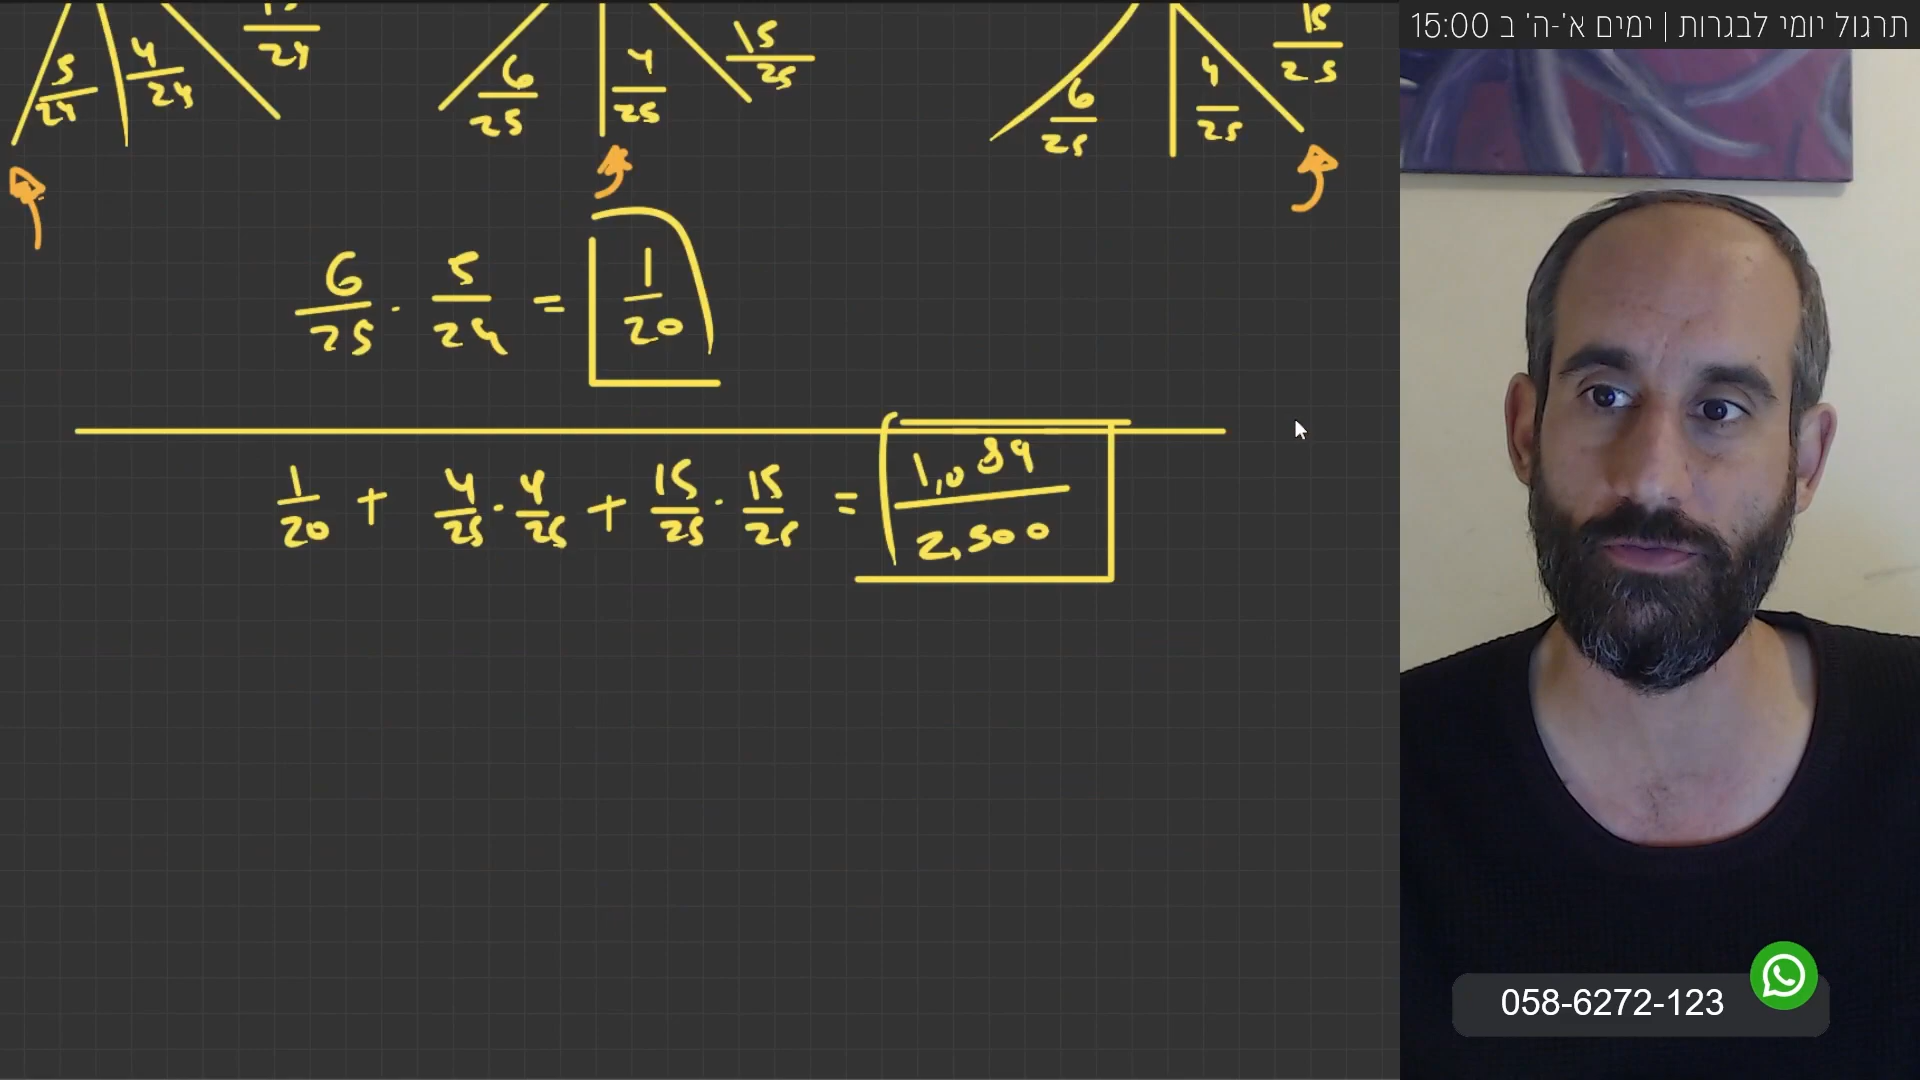 תרגול יומי לבגרות | ימים א'-ה' ב 15:00
5/24 4/24 /24 6/25 4/25 15/25 6/25 4/25 15/25
6/25 · 5/24 = 1/20
1/20 + 4/25 · 4/25 + 15/25 · 15/25 = 1,089/2,500
058-6272-123